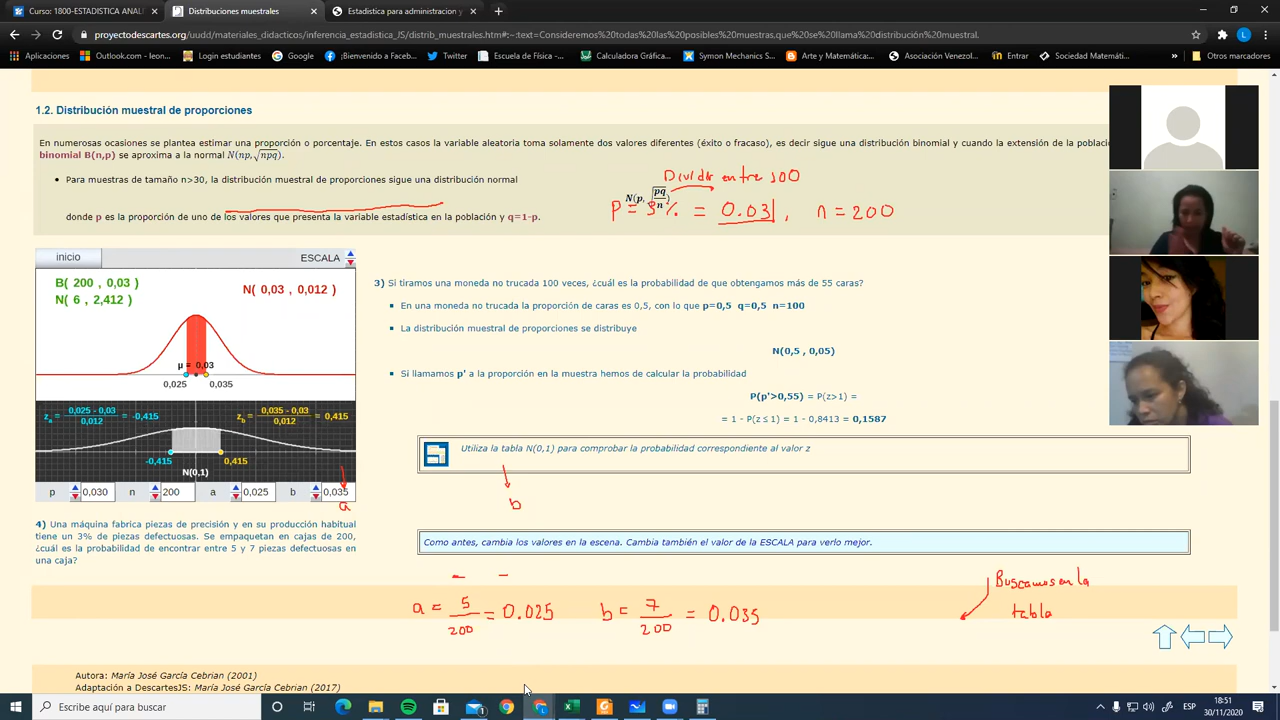 Curso: 1800-ESTADISTICA ANALI
Distribuciones muestrales
Estadística para administración y
proyectodescartes.org/uudd/materiales_didacticos/inferencia_estadistica_JS/distrib_muestrales.htm#:~:text=Consideremos%20todas%20las%20posibles%20muestras,que%20se%20llama%20distribución%20muestral.
Aplicaciones
Outlook.com - leon...
Login estudiantes
(2) Facebook
¡Bienvenido a Faceb...
Twitter
Escuela de Física -...
Calculadora Gráfica...
Symon Mechanics S...
Arte y Matemática:...
Asociación Venezol...
Entrar
Sociedad Matemáti...
»
Otros marcadores
1.2. Distribución muestral de proporciones
En numerosas ocasiones se plantea estimar una proporción o porcentaje. En estos casos la variable aleatoria toma solamente dos valores diferentes (éxito o fracaso), es decir sigue una distribución binomial y cuando la extensión de la població
binomial B(n,p) se aproxima a la normal N(np,√npq).
Para muestras de tamaño n>30, la distribución muestral de proporciones sigue una distribución normal
Dividir entre 100
N(p, √pq/n)
P = 3% = 0.03, n = 200
donde p es la proporción de uno de los valores que presenta la variable estadística en la población y q=1-p.
inicio
ESCALA
B( 200 , 0,03 )
N( 6 , 2,412 )
N( 0,03 , 0,012 )
μ = 0,03
0,025
0,035
za = 0,025 - 0,03 / 0,012 = -0,415
zb = 0,035 - 0,03 / 0,012 = 0,415
-0,415
0,415
N(0,1)
p 0,030 n 200 a 0,025 b 0,035
a
4) Una máquina fabrica piezas de precisión y en su producción habitual
tiene un 3% de piezas defectuosas. Se empaquetan en cajas de 200,
¿cuál es la probabilidad de encontrar entre 5 y 7 piezas defectuosas en
una caja?
3) Si tiramos una moneda no trucada 100 veces, ¿cuál es la probabilidad de que obtengamos más de 55 caras?
En una moneda no trucada la proporción de caras es 0,5, con lo que p=0,5 q=0,5 n=100
La distribución muestral de proporciones se distribuye
N(0,5 , 0,05)
Si llamamos p' a la proporción en la muestra hemos de calcular la probabilidad
P(p'>0,55) = P(z>1) =
= 1 - P(z ≤ 1) = 1 - 0,8413 = 0,1587
Utiliza la tabla N(0,1) para comprobar la probabilidad correspondiente al valor z
b
Como antes, cambia los valores en la escena. Cambia también el valor de la ESCALA para verlo mejor.
a = 5/200 = 0.025 b = 7/200 = 0.035
Buscamos en la
tabla
Autora: María José García Cebrian (2001)
Adaptación a DescartesJS: María José García Cebrian (2017)
Escribe aquí para buscar
1
ESP
18:51
30/11/2020